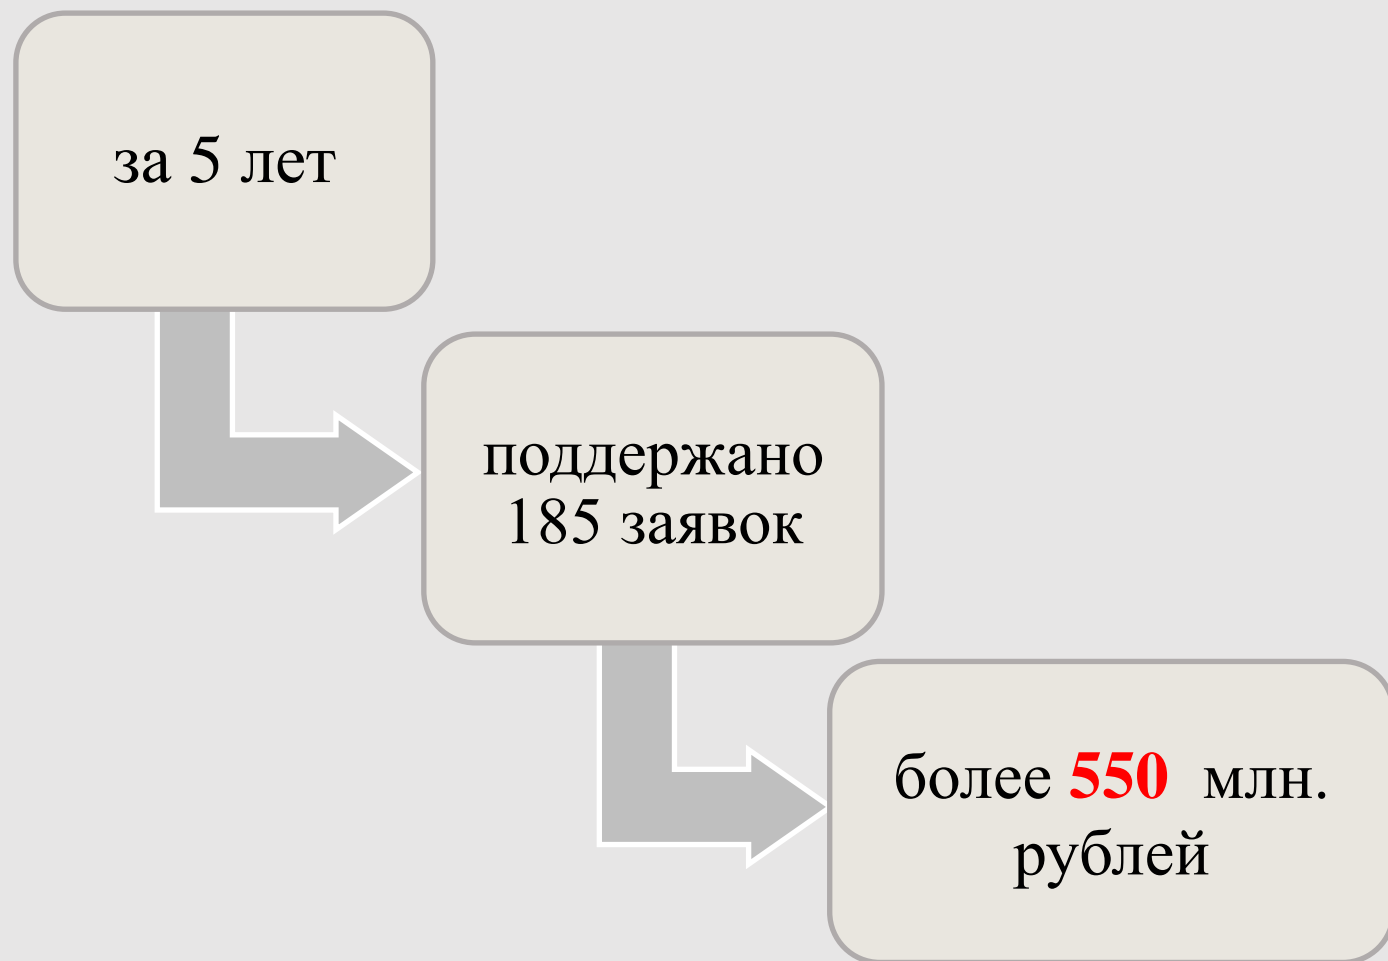 за 5 лет
поддержано
185 заявок
более 550 млн.
рублей